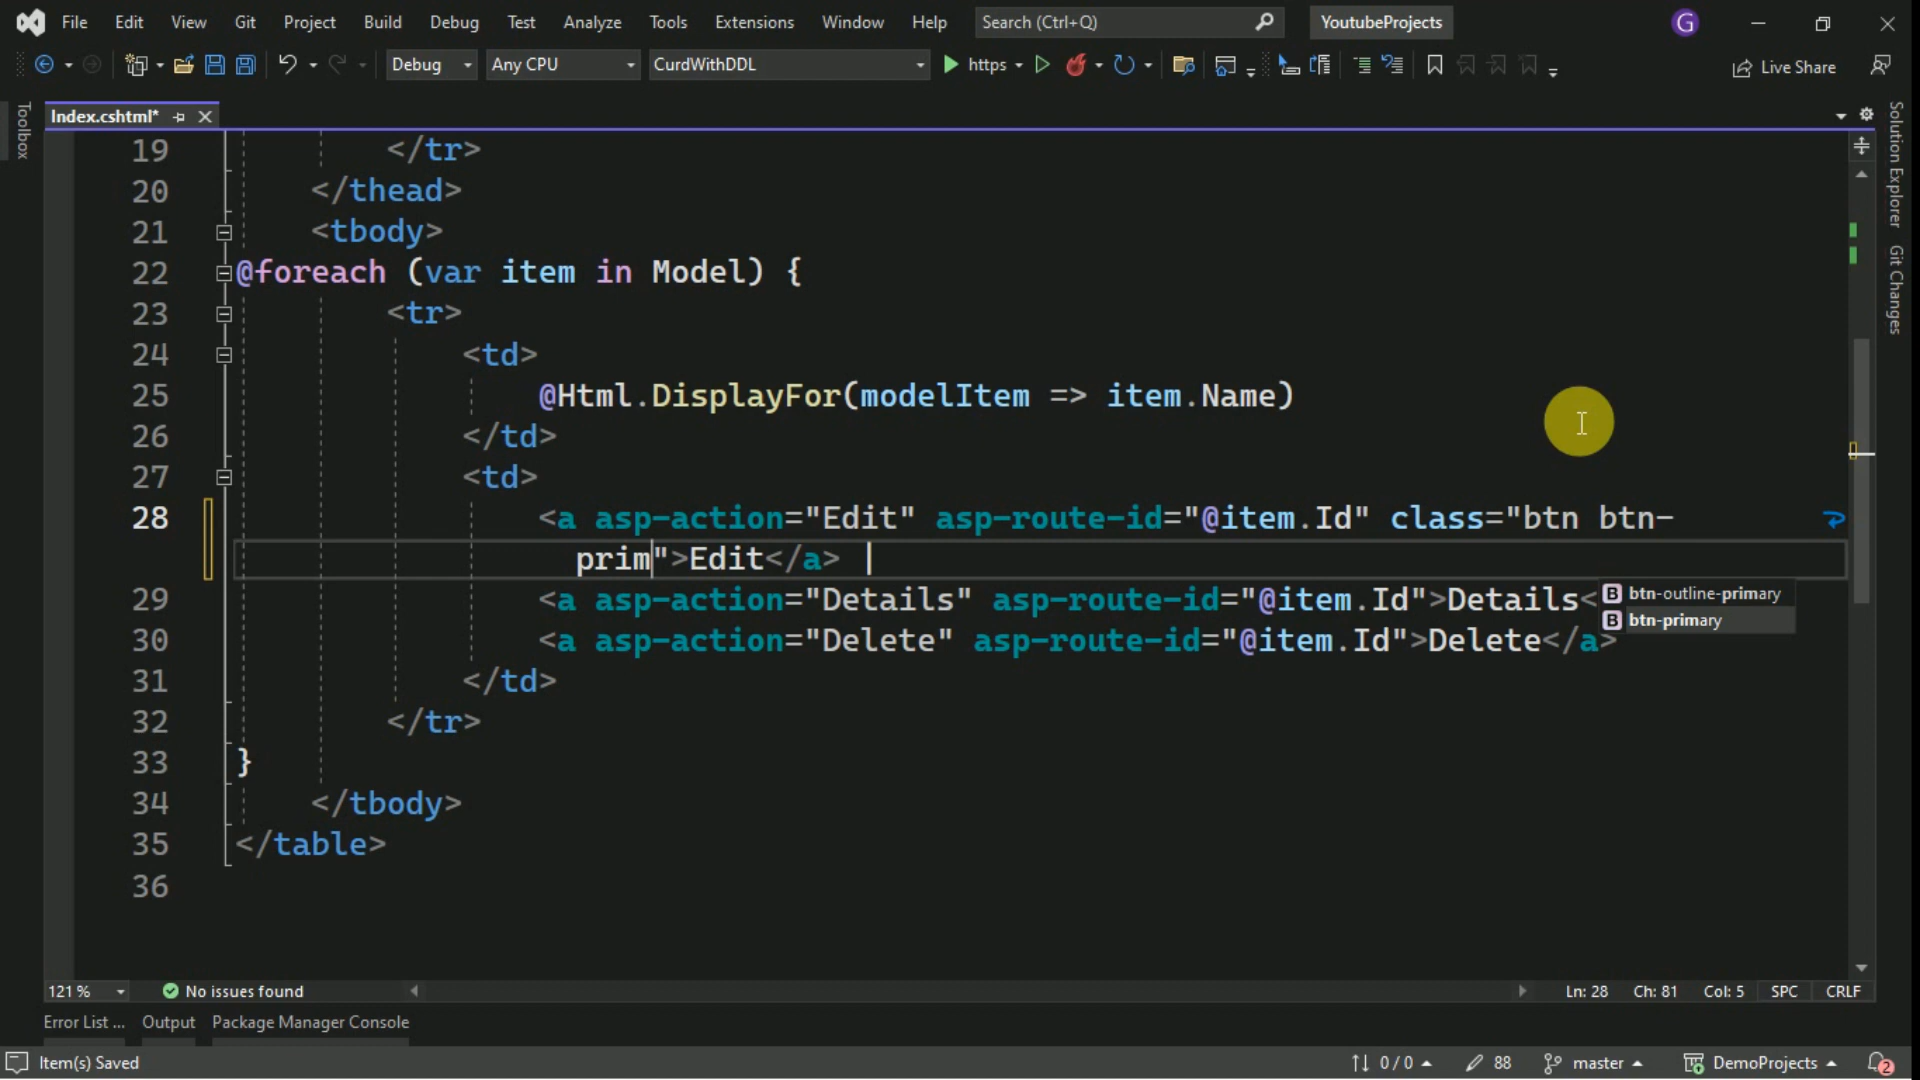 File Edit View Git Project Build Debug Test Analyze Tools Extensions Window Help Search (Ctrl+Q) YoutubeProjects G
Debug Any CPU CurdWithDDL https Live Share
Toolbox
Index.cshtml*
Solution Explorer
Git Changes
19 </tr>
20 </thead>
21 <tbody>
22 @foreach (var item in Model) {
23 <tr>
24 <td>
25 @Html.DisplayFor(modelItem => item.Name)
26 </td>
27 <td>
28 <a asp-action="Edit" asp-route-id="@item.Id" class="btn btn-
prim">Edit</a> |
29 <a asp-action="Details" asp-route-id="@item.Id">Details<
B btn-outline-primary
B btn-primary
30 <a asp-action="Delete" asp-route-id="@item.Id">Delete</a>
31 </td>
32 </tr>
33 }
34 </tbody>
35 </table>
36
121 % No issues found Ln: 28 Ch: 81 Col: 5 SPC CRLF
Error List ... Output Package Manager Console
Item(s) Saved 0 / 0 88 master DemoProjects 2